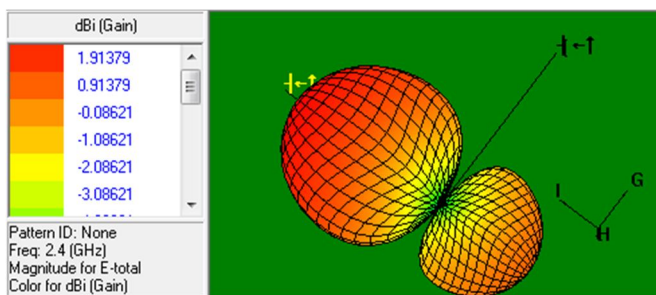 dBi (Gain)
1.91379
0.91379
-0.08621
-1.08621
-2.08621
-3.08621
Pattern ID: None
Freq: 2.4 (GHz)
Magnitude for E-total
Color for dBi (Gain)
G
I
H